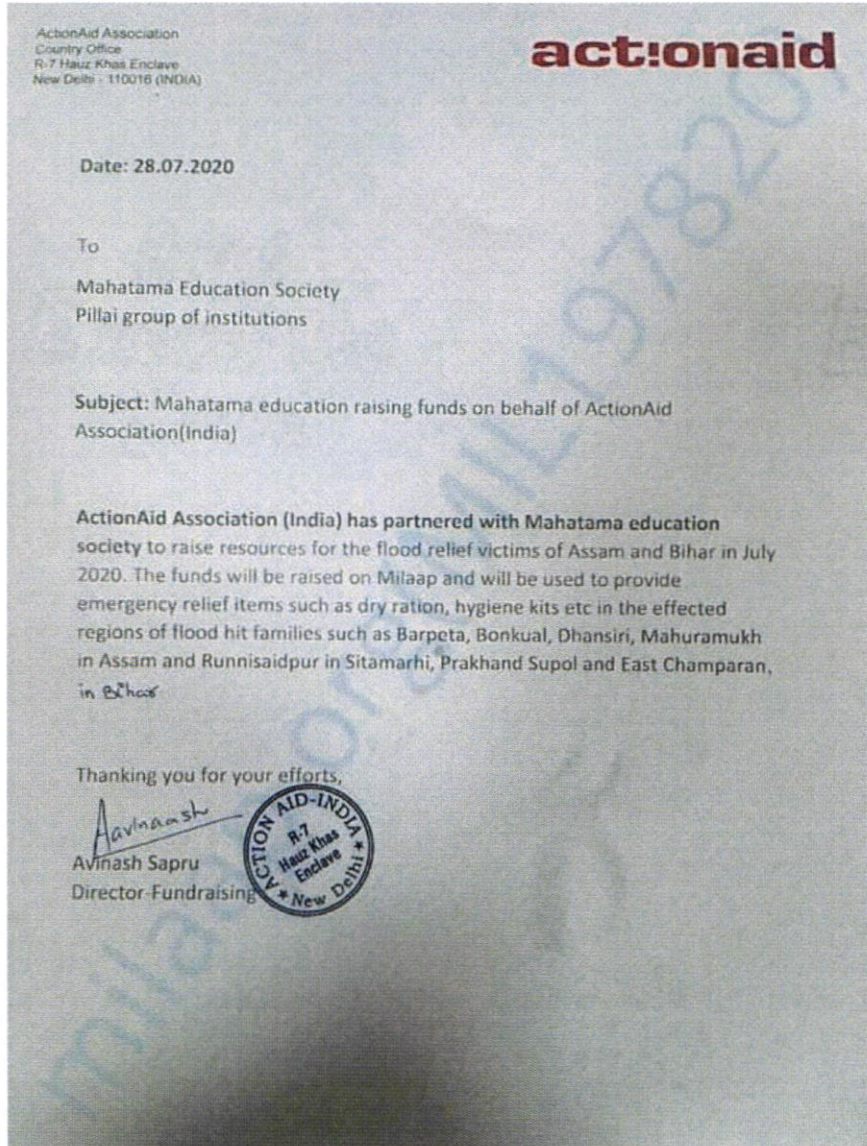 ActionAid Association
Country Office
R-7 Hauz Khas Enclave
New Delhi - 110016 (INDIA)
act:onaid
Date: 28.07.2020
To
Mahatama Education Society
Pillai group of institutions
Subject: Mahatama education raising funds on behalf of ActionAid
Association(India)
ActionAid Association (India) has partnered with Mahatama education
society to raise resources for the flood relief victims of Assam and Bihar in July
2020. The funds will be raised on Milaap and will be used to provide
emergency relief items such as dry ration, hygiene kits etc in the effected
regions of flood hit families such as Barpeta, Bonkual, Dhansiri, Mahuramukh
in Assam and Runnisaidpur in Sitamarhi, Prakhand Supol and East Champaran,
in Bihar
Thanking you for your efforts,
Aavinaash
Avinash Sapru
Director-Fundraising
ACTION AID-INDIA
R-7
Hauz Khas
Enclave
New Delhi